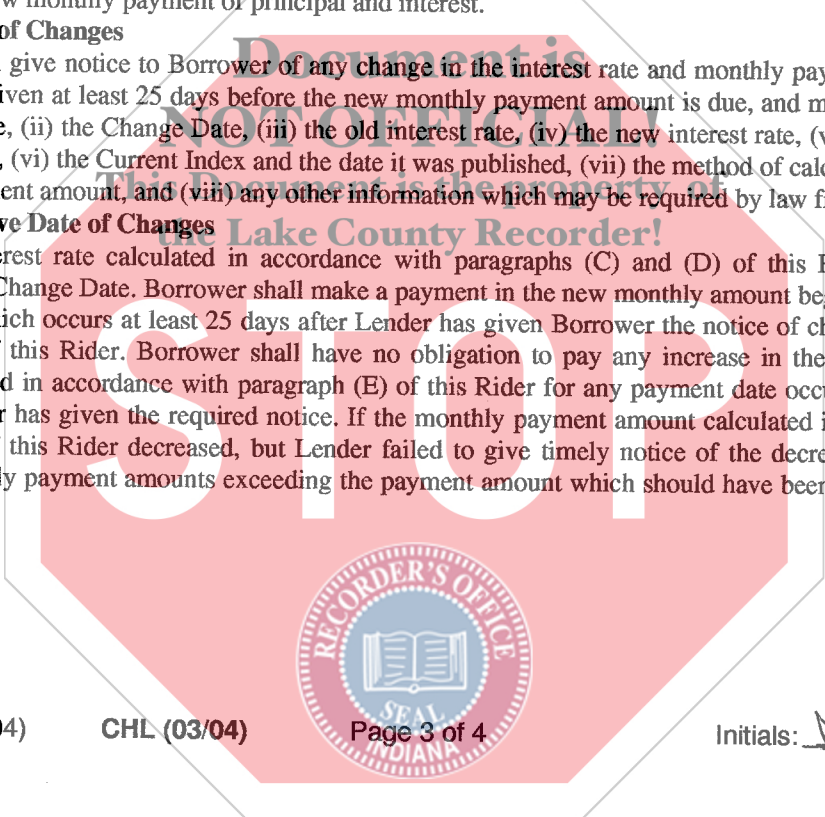 w monthly payment of principal and interest.
of Changes
give notice to Borrower of any change in the interest rate and monthly pay
iven at least 25 days before the new monthly payment amount is due, and m
e, (ii) the Change Date, (iii) the old interest rate, (iv) the new interest rate, (v
, (vi) the Current Index and the date it was published, (vii) the method of calc
ent amount, and (viii) any other information which may be required by law f
ve Date of Changes
erest rate calculated in accordance with paragraphs (C) and (D) of this R
Change Date. Borrower shall make a payment in the new monthly amount be
ich occurs at least 25 days after Lender has given Borrower the notice of c
this Rider. Borrower shall have no obligation to pay any increase in the
d in accordance with paragraph (E) of this Rider for any payment date occu
r has given the required notice. If the monthly payment amount calculated i
this Rider decreased, but Lender failed to give timely notice of the decre
ly payment amounts exceeding the payment amount which should have been
Document is
NOT OFFICIAL!
This Document is the property of
the Lake County Recorder!
STOP
RECORDER'S OFFICE
SEAL
INDIANA
04) CHL (03/04) Page 3 of 4 Initials: